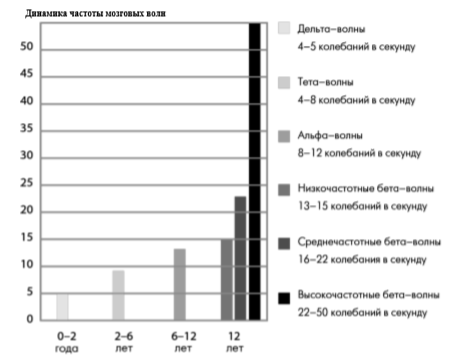 Динамика частоты мозговых волн
50
45
40
35
30
25
20
15
10
5
0
0–2 года
2–6 лет
6–12 лет
12 лет
Дельта–волны
4–5 колебаний в секунду
Тета–волны
4–8 колебаний в секунду
Альфа–волны
8–12 колебаний в секунду
Низкочастотные бета–волны
13–15 колебаний в секунду
Среднечастотные бета–волны
16–22 колебания в секунду
Высокочастотные бета–волны
22–50 колебаний в секунду